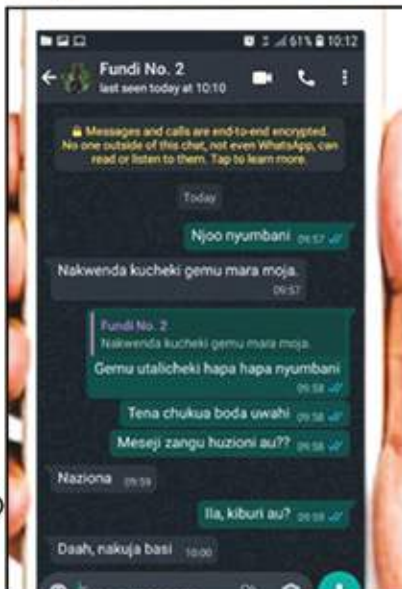 61% 10:12
Fundi No. 2
last seen today at 10:10
Messages and calls are end-to-end encrypted.
No one outside of this chat, not even WhatsApp, can
read or listen to them. Tap to learn more.
Today
Njoo nyumbani 09:57
Nakwenda kucheki gemu mara moja.
09:57
Fundi No. 2
Nakwenda kucheki gemu mara moja.
Gemu utalicheki hapa hapa nyumbani
09:58
Tena chukua boda uwahi 09:58
Meseji zangu huzioni au?? 09:58
Naziona 09:59
Ila, kiburi au? 09:59
Daah, nakuja basi 10:00